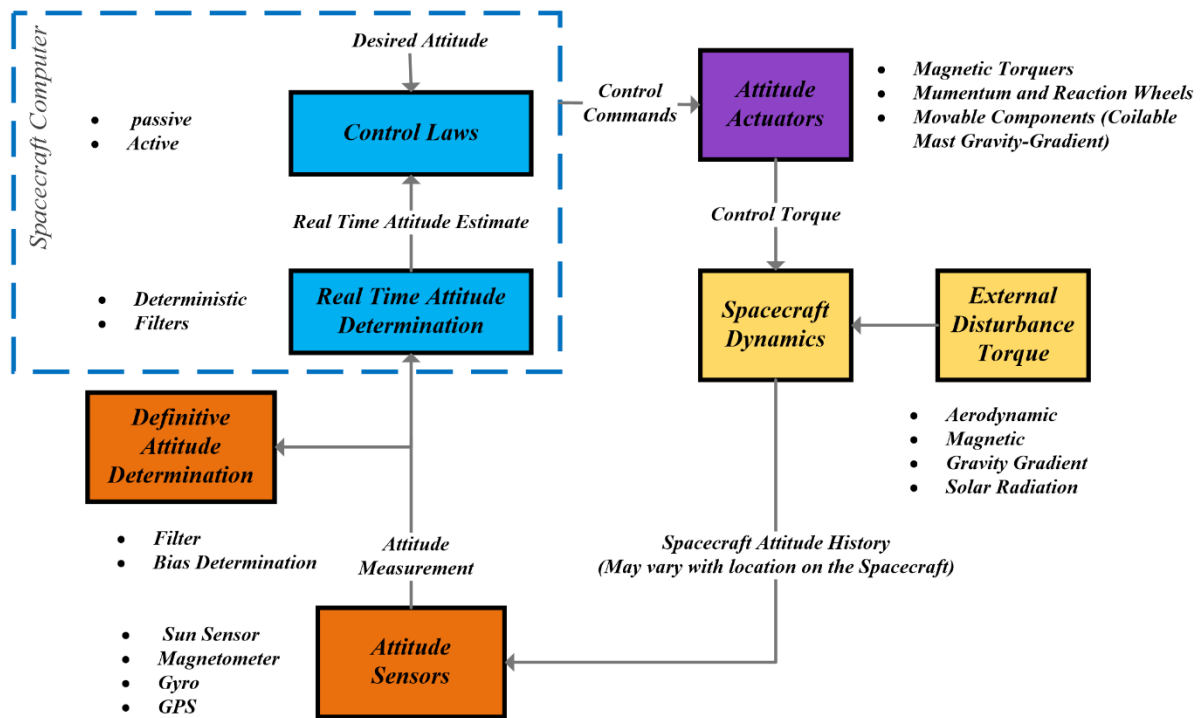 Spacecraft Computer
Desired Attitude
Control Laws
• passive
• Active
Real Time Attitude Estimate
Real Time Attitude
Determination
• Deterministic
• Filters
Control
Commands
Attitude
Actuators
• Magnetic Torquers
• Mumentum and Reaction Wheels
• Movable Components (Coilable
Mast Gravity-Gradient)
Control Torque
Spacecraft
Dynamics
External
Disturbance
Torque
• Aerodynamic
• Magnetic
• Gravity Gradient
• Solar Radiation
Definitive
Attitude
Determination
• Filter
• Bias Determination
Attitude
Measurement
Spacecraft Attitude History
(May vary with location on the Spacecraft)
Attitude
Sensors
• Sun Sensor
• Magnetometer
• Gyro
• GPS